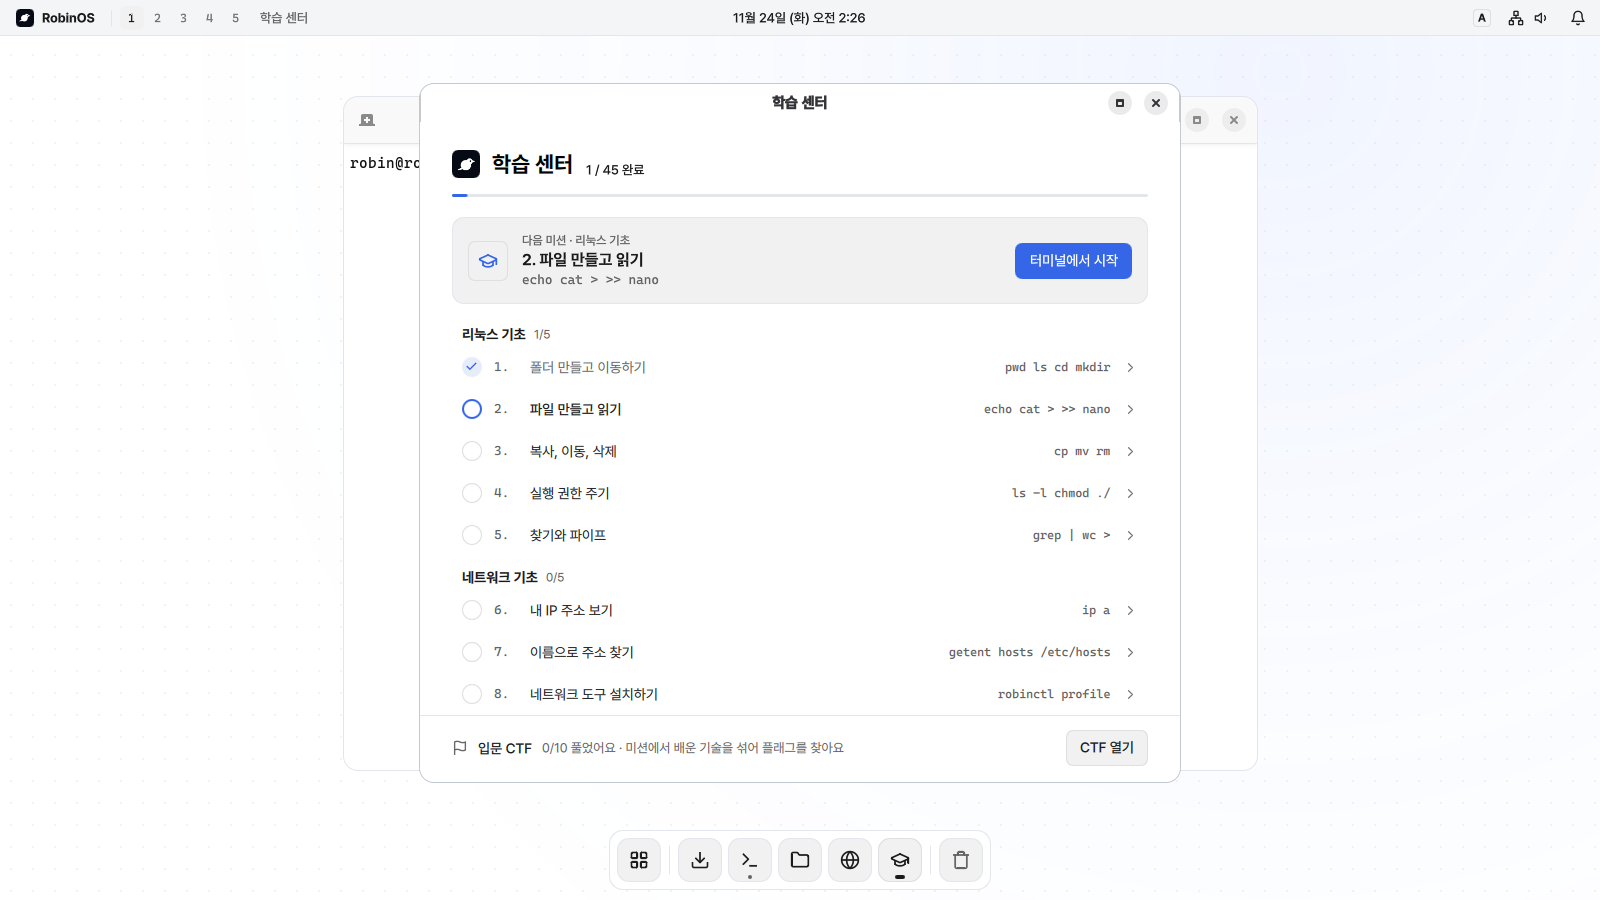 RobinOS 1 2 3 4 5 학습 센터 11월 24일 (화) 오전 2:26 A
학습 센터
robin@ro
학습 센터 1 / 45 완료
다음 미션 · 리눅스 기초
2. 파일 만들고 읽기
echo cat > >> nano
터미널에서 시작
리눅스 기초 1/5
1. 폴더 만들고 이동하기 pwd ls cd mkdir
2. 파일 만들고 읽기 echo cat > >> nano
3. 복사, 이동, 삭제 cp mv rm
4. 실행 권한 주기 ls -l chmod ./
5. 찾기와 파이프 grep | wc >
네트워크 기초 0/5
6. 내 IP 주소 보기 ip a
7. 이름으로 주소 찾기 getent hosts /etc/hosts
8. 네트워크 도구 설치하기 robinctl profile
입문 CTF 0/10 풀었어요 · 미션에서 배운 기술을 섞어 플래그를 찾아요 CTF 열기